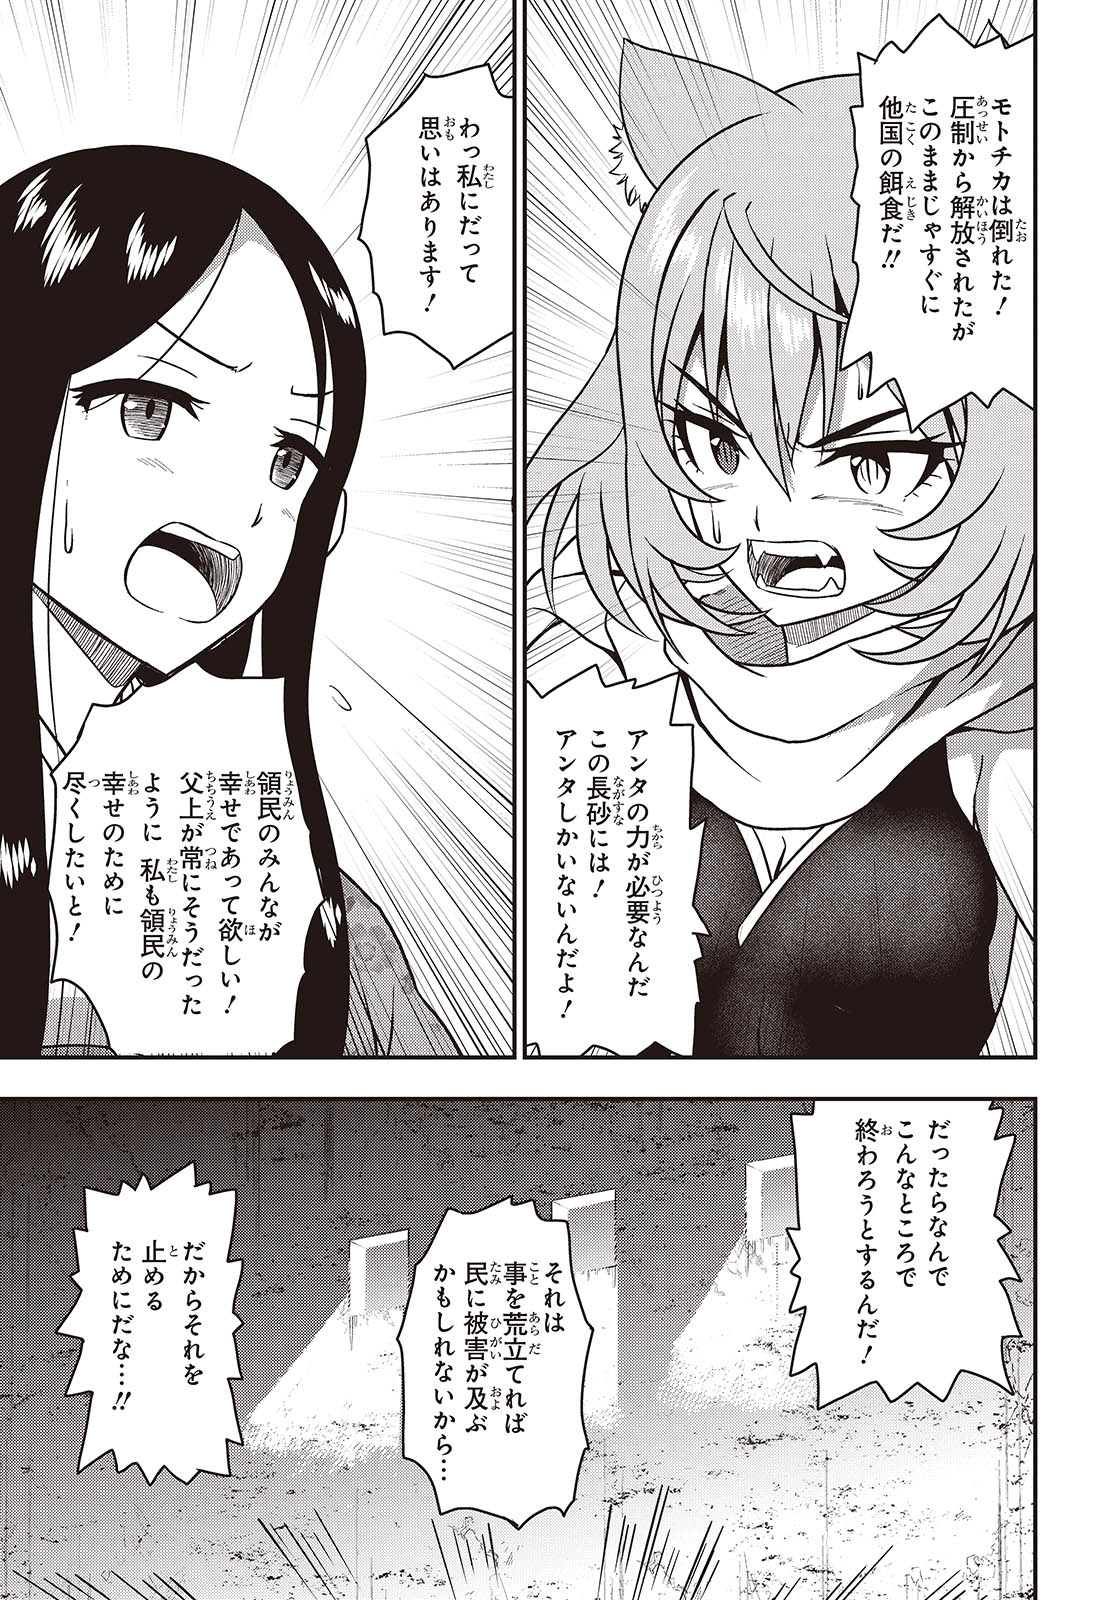 モトチカは倒れた！
圧制から解放されたが
このままじゃすぐに
他国の餌食だ!!
アンタの力が必要なんだ
この長砂には！
アンタしかいないんだよ！
わっ私にだって
思いはあります！
領民のみんなが
幸せであって欲しい！
父上が常にそうだった
ように 私も領民の
幸せのために
尽くしたいと！
だったらなんで
こんなところで
終わろうとするんだ！
それは
事を荒立てれば
民に被害が及ぶ
かもしれないから…
だからそれを
止める
ためにだな…!!